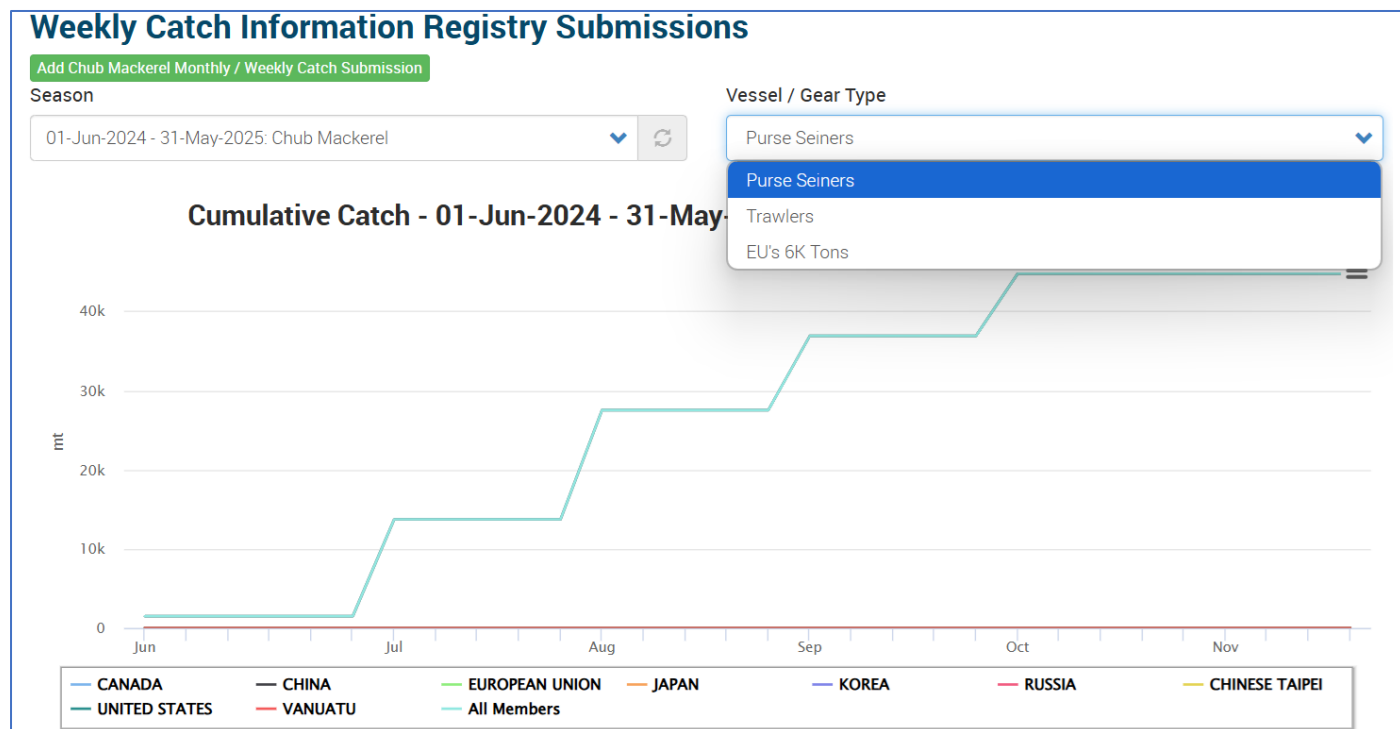 Weekly Catch Information Registry Submissions
Add Chub Mackerel Monthly / Weekly Catch Submission
Season
Vessel / Gear Type
01-Jun-2024 - 31-May-2025: Chub Mackerel
Purse Seiners
Purse Seiners
Trawlers
EU's 6K Tons
Cumulative Catch - 01-Jun-2024 - 31-May-
40k
30k
20k
10k
0
mt
Jun Jul Aug Sep Oct Nov
CANADA CHINA EUROPEAN UNION JAPAN KOREA RUSSIA CHINESE TAIPEI
UNITED STATES VANUATU All Members